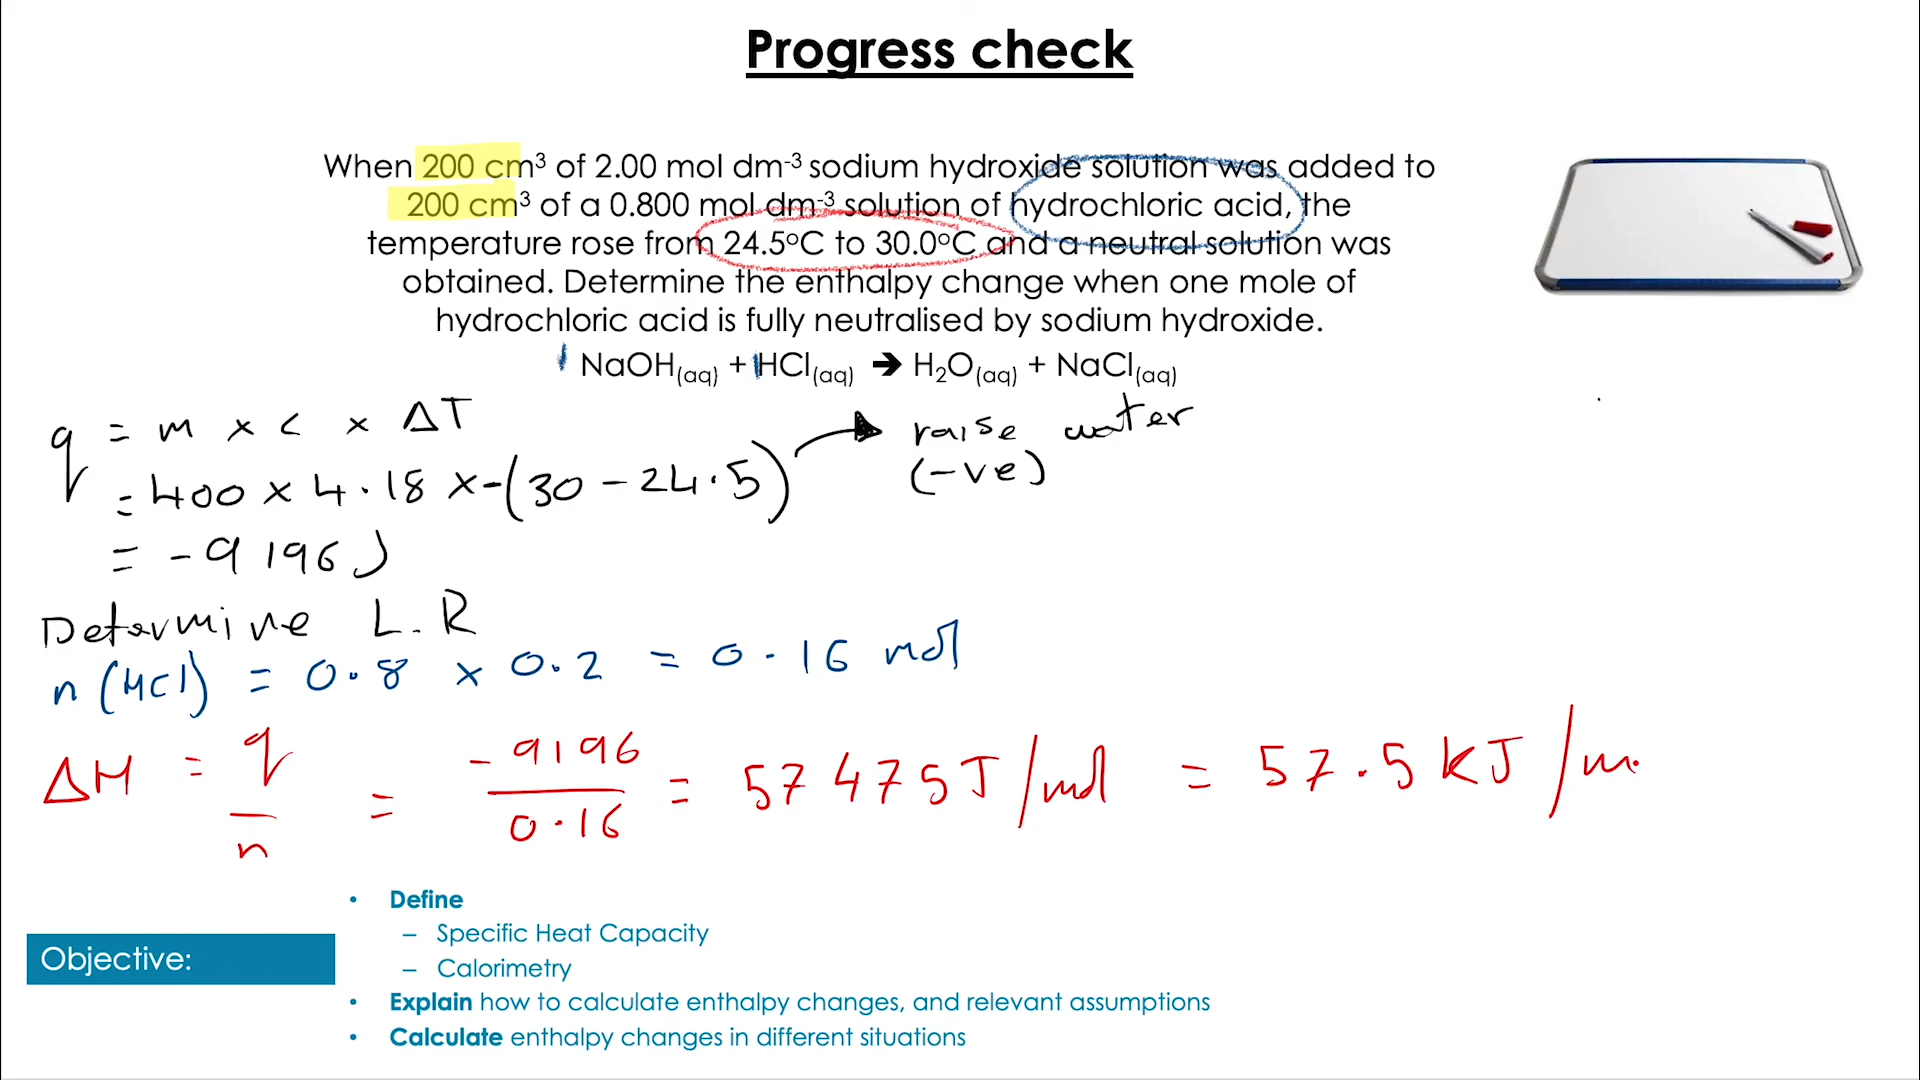 Progress check
When 200 cm³ of 2.00 mol dm⁻³ sodium hydroxide solution was added to
200 cm³ of a 0.800 mol dm⁻³ solution of hydrochloric acid, the
temperature rose from 24.5°C to 30.0°C and a neutral solution was
obtained. Determine the enthalpy change when one mole of
hydrochloric acid is fully neutralised by sodium hydroxide.
NaOH(aq) + HCl(aq) ➔ H₂O(aq) + NaCl(aq)
q = m × c × ΔT
= 400 × 4.18 × -(30 - 24.5)
raise water
(-ve)
= -9196 J
Determine L.R
n(HCl) = 0.8 × 0.2 = 0.16 mol
ΔH = q/n = -9196/0.16 = 57475 J/mol = 57.5 kJ/m
Objective:
• Define
– Specific Heat Capacity
– Calorimetry
• Explain how to calculate enthalpy changes, and relevant assumptions
• Calculate enthalpy changes in different situations